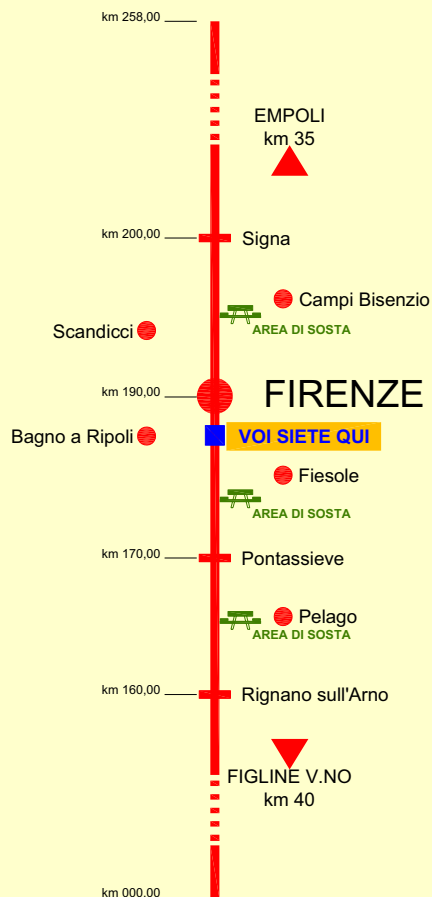 km 258,00
EMPOLI
km 35
km 200,00
Signa
Campi Bisenzio
AREA DI SOSTA
Scandicci
km 190,00
FIRENZE
Bagno a Ripoli
VOI SIETE QUI
Fiesole
AREA DI SOSTA
km 170,00
Pontassieve
Pelago
AREA DI SOSTA
km 160,00
Rignano sull'Arno
FIGLINE V.NO
km 40
km 000,00